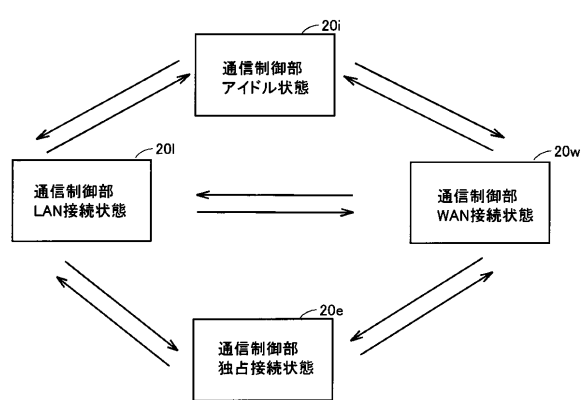 20i
通信制御部
アイドル状態
20l
通信制御部
LAN接続状態
20w
通信制御部
WAN接続状態
20e
通信制御部
独占接続状態